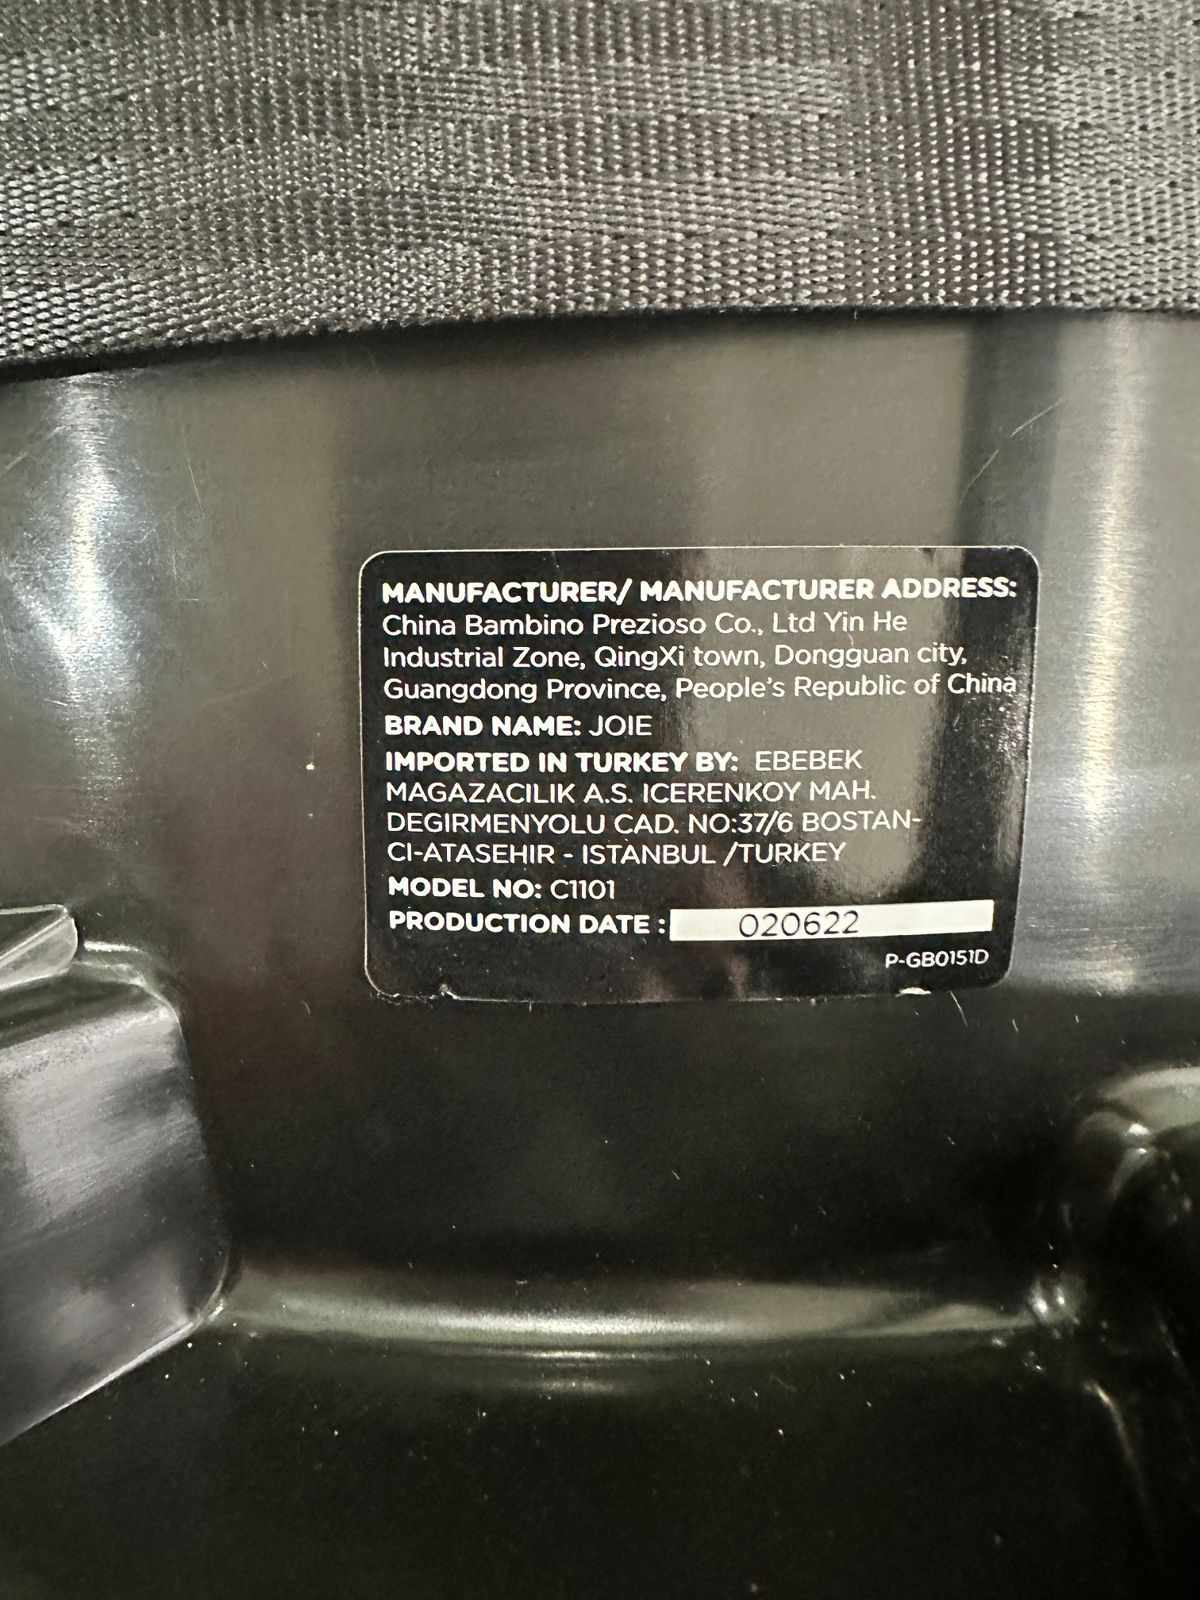 MANUFACTURER/ MANUFACTURER ADDRESS:
China Bambino Prezioso Co., Ltd Yin He
Industrial Zone, QingXi town, Dongguan city,
Guangdong Province, People's Republic of China
BRAND NAME: JOIE
IMPORTED IN TURKEY BY: EBEBEK
MAGAZACILIK A.S. ICERENKOY MAH.
DEGIRMENYOLU CAD. NO:37/6 BOSTAN-
CI-ATASEHIR - ISTANBUL /TURKEY
MODEL NO: C1101
PRODUCTION DATE : 020622
P-GB0151D